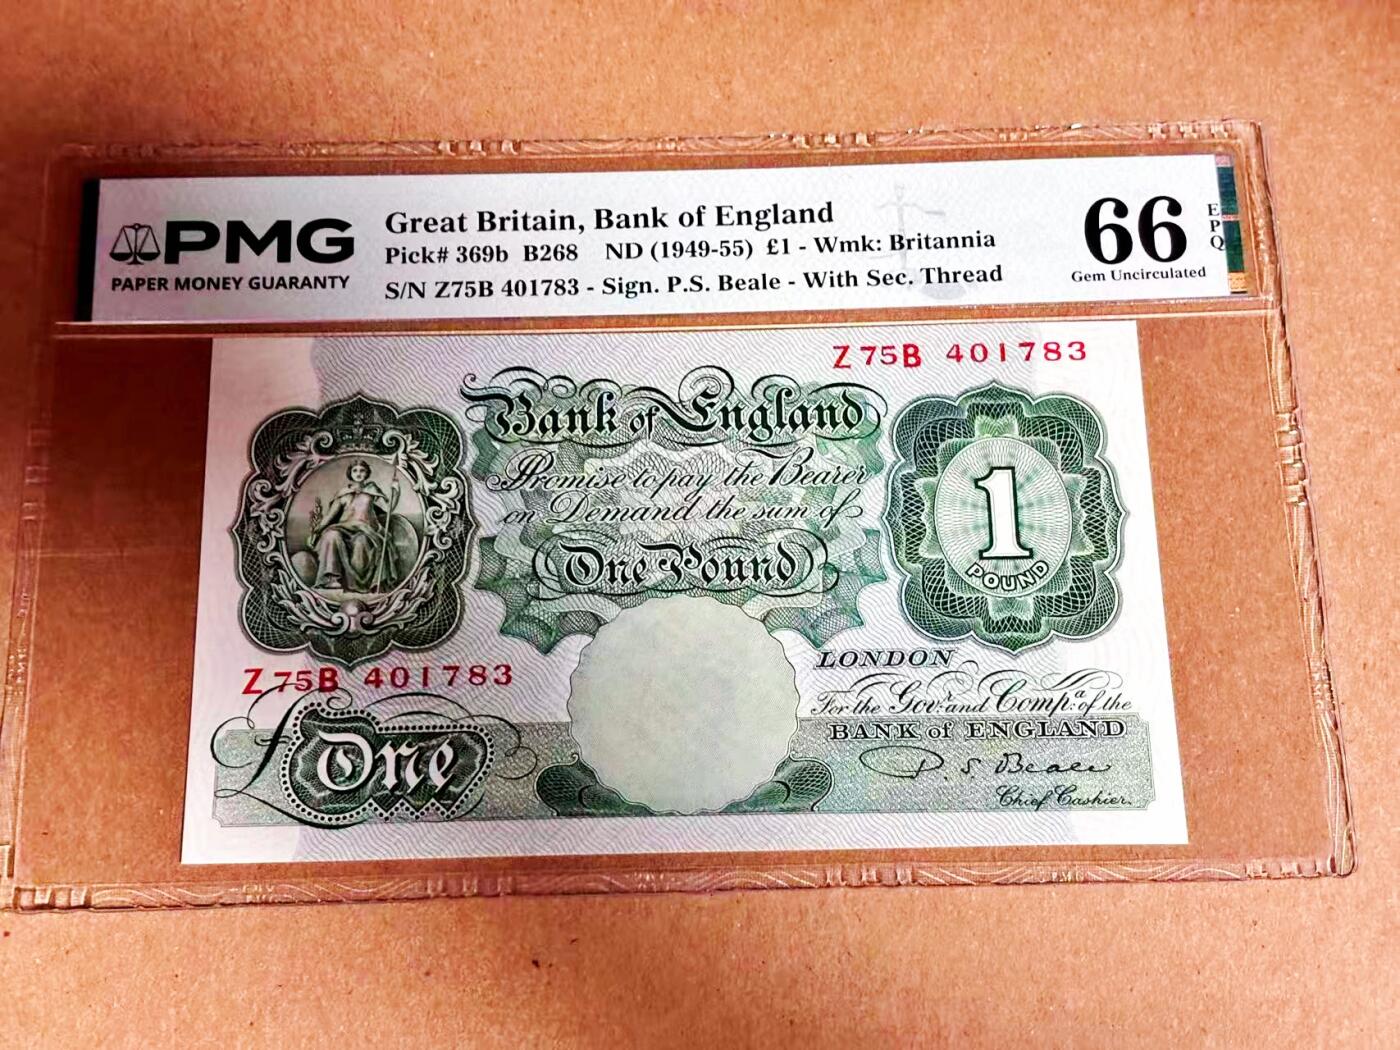 PMG
PAPER MONEY GUARANTY
Great Britain, Bank of England
Pick# 369b B268 ND (1949-55) £1 - Wmk: Britannia
S/N Z75B 401783 - Sign. P.S. Beale - With Sec. Thread
66
Gem Uncirculated
EPQ
Z75B 401783
Bank of England
Promise to pay the Bearer
on Demand the sum of
One Pound
1
POUND
Z75B 401783
£One
LONDON
For the Govr. and Compa. of the
BANK of ENGLAND
P. S. Beale
Chief Cashier.
PMG